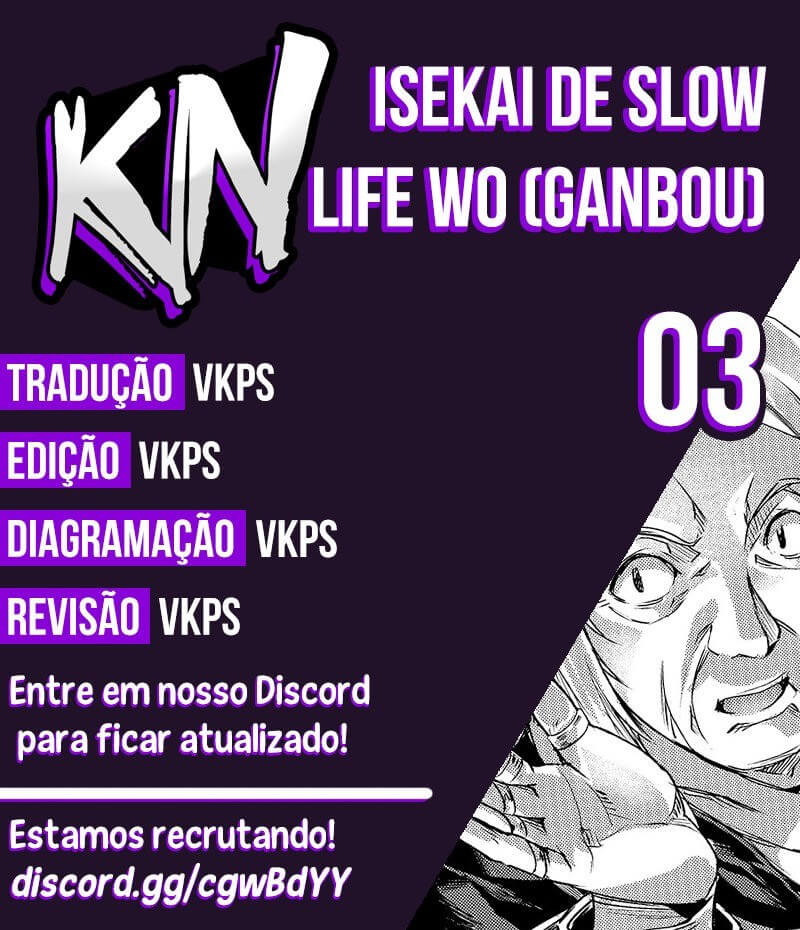 KN
ISEKAI DE SLOW
LIFE WO (GANBOU)
03
TRADUÇÃO VKPS
EDIÇÃO VKPS
DIAGRAMAÇÃO VKPS
REVISÃO VKPS
Entre em nosso Discord
para ficar atualizado!
Estamos recrutando!
discord.gg/cgwBdYY